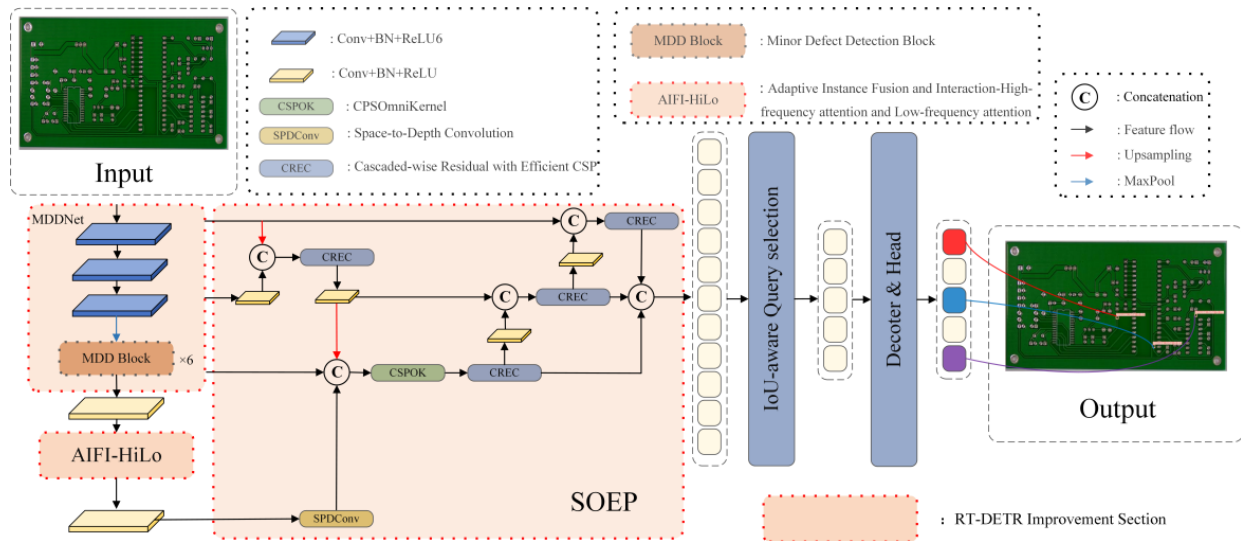 Input
: Conv+BN+ReLU6
: Conv+BN+ReLU
CSPOK
: CPSOmniKernel
SPDConv
: Space-to-Depth Convolution
CREC
: Cascaded-wise Residual with Efficient CSP
MDD Block
: Minor Defect Detection Block
AIFI-HiLo
: Adaptive Instance Fusion and Interaction-High-
frequency attention and Low-frequency attention
C
: Concatenation
: Feature flow
: Upsampling
: MaxPool
MDDNet
MDD Block
×6
AIFI-HiLo
C
CREC
C
CREC
C
CREC
C
C
CSPOK
CREC
SPDConv
SOEP
IoU-aware Query selection
Decoter & Head
Output
: RT-DETR Improvement Section